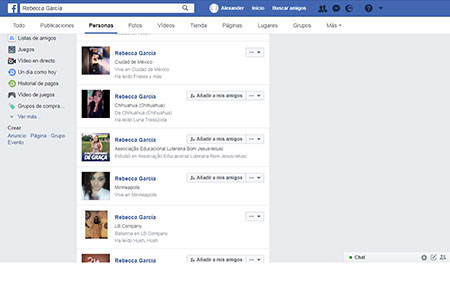 Rebecca García
Alexander Inicio Buscar amigos
Todo Publicaciones Personas Fotos Vídeos Tienda Páginas Lugares Grupos Más
Listas de amigos
Juegos
Vídeo en directo
Un día como hoy
Historial de pagos
Vídeo de juegos
Grupos de compra...
Ver más...
Crear
Anuncio · Página · Grupo ·
Evento
Rebecca García
Ciudad de México
Vive en Ciudad de México
Ha leído Frases y más
Rebecca García
Añadir a mis amigos
Chihuahua (Chihuahua)
De Chihuahua (Chihuahua)
Ha leído Luna Traslúcida
Rebecca García
Añadir a mis amigos
Associação Educacional Luterana Bom Jesus-Ielusc
Estudió en Associação Educacional Luterana Bom Jesus-Ielusc
DE GRAÇA
Rebecca García
Añadir a mis amigos
Minneapolis
Vive en Minneapolis
Rebecca García
LB Company
Bailarina en LB Company
Ha leído Hush, Hush
Rebecca García
Añadir a mis amigos
Chat